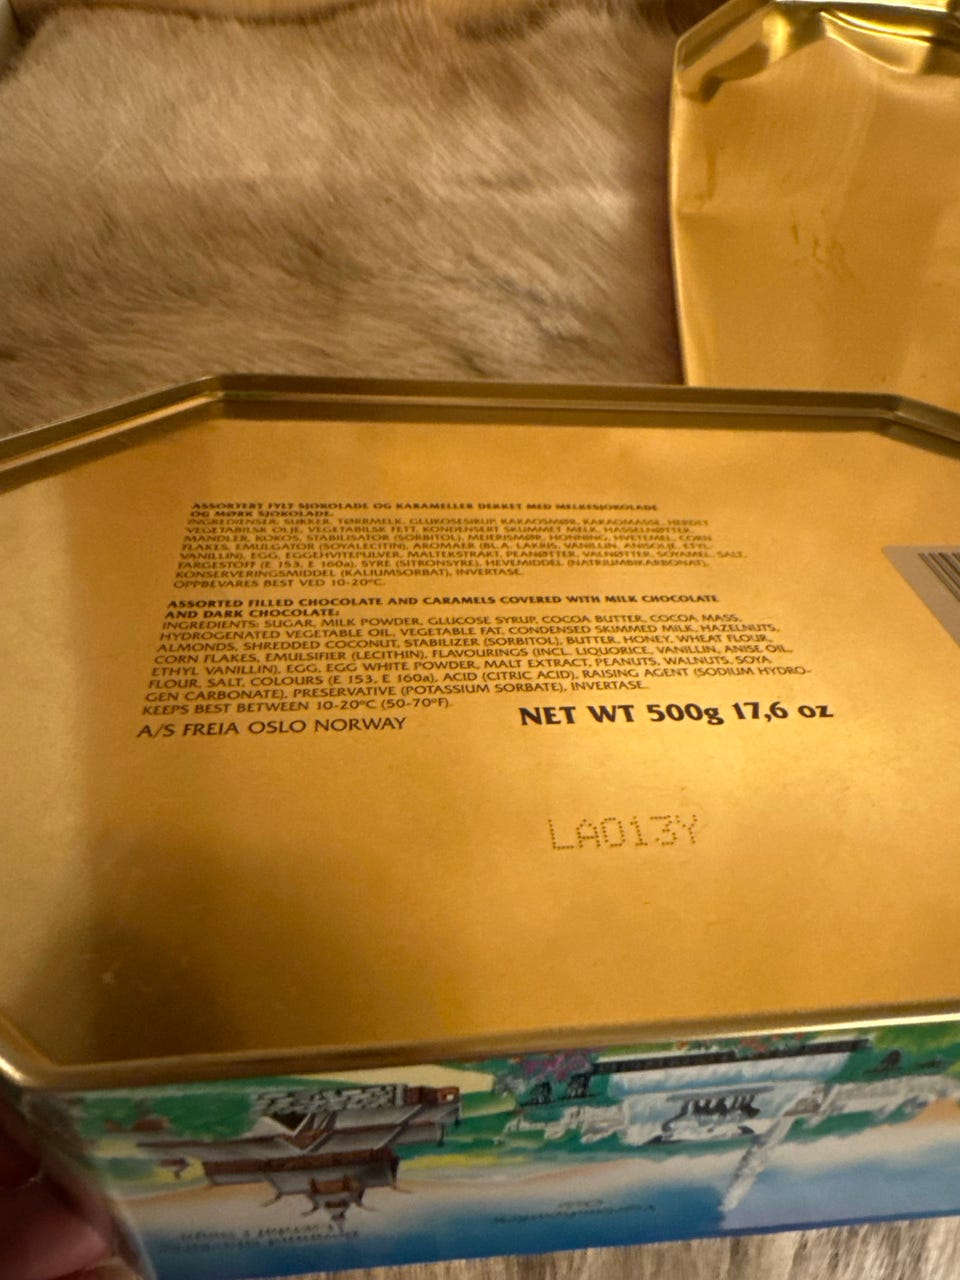 ASSORTERT FYLT SJOKOLADE OG KARAMELLER DEKKET MED MELKESJOKOLADE
OG MØRK SJOKOLADE.
INGREDIENSER: SUKKER, TØRRMELK, GLUKOSESIRUP, KAKAOSMØR, KAKAOMASSE, HERDET
VEGETABILSK OLJE, VEGETABILSK FETT, KONDENSERT SKUMMET MELK, HASSELNØTTER,
MANDLER, KOKOS, STABILISATOR (SORBITOL), MEIERISMØR, HONNING, HVETEMEL, CORN
FLAKES, EMULGATOR (SOYALECITIN), AROMAER (BL.A. LAKRIS, VANILLIN, ANISOLJE, ETYL-
VANILLIN), EGG, EGGEHVITEPULVER, MALTEKSTRAKT, PEANØTTER, VALNØTTER, SOYAMEL, SALT,
FARGESTOFF (E 153, E 160a), SYRE (SITRONSYRE), HEVEMIDDEL (NATRIUMBIKARBONAT),
KONSERVERINGSMIDDEL (KALIUMSORBAT), INVERTASE.
OPPBEVARES BEST VED 10-20°C.
ASSORTED FILLED CHOCOLATE AND CARAMELS COVERED WITH MILK CHOCOLATE
AND DARK CHOCOLATE:
INGREDIENTS: SUGAR, MILK POWDER, GLUCOSE SYRUP, COCOA BUTTER, COCOA MASS,
HYDROGENATED VEGETABLE OIL, VEGETABLE FAT, CONDENSED SKIMMED MILK, HAZELNUTS,
ALMONDS, SHREDDED COCONUT, STABILIZER (SORBITOL), BUTTER, HONEY, WHEAT FLOUR,
CORN FLAKES, EMULSIFIER (LECITHIN), FLAVOURINGS (INCL. LIQUORICE, VANILLIN, ANISE OIL,
ETHYL VANILLIN), EGG, EGG WHITE POWDER, MALT EXTRACT, PEANUTS, WALNUTS, SOYA
FLOUR, SALT, COLOURS (E 153, E 160a), ACID (CITRIC ACID), RAISING AGENT (SODIUM HYDRO-
GEN CARBONATE), PRESERVATIVE (POTASSIUM SORBATE), INVERTASE.
KEEPS BEST BETWEEN 10-20°C (50-70°F).
A/S FREIA OSLO NORWAY
NET WT 500g 17,6 oz
LA013Y